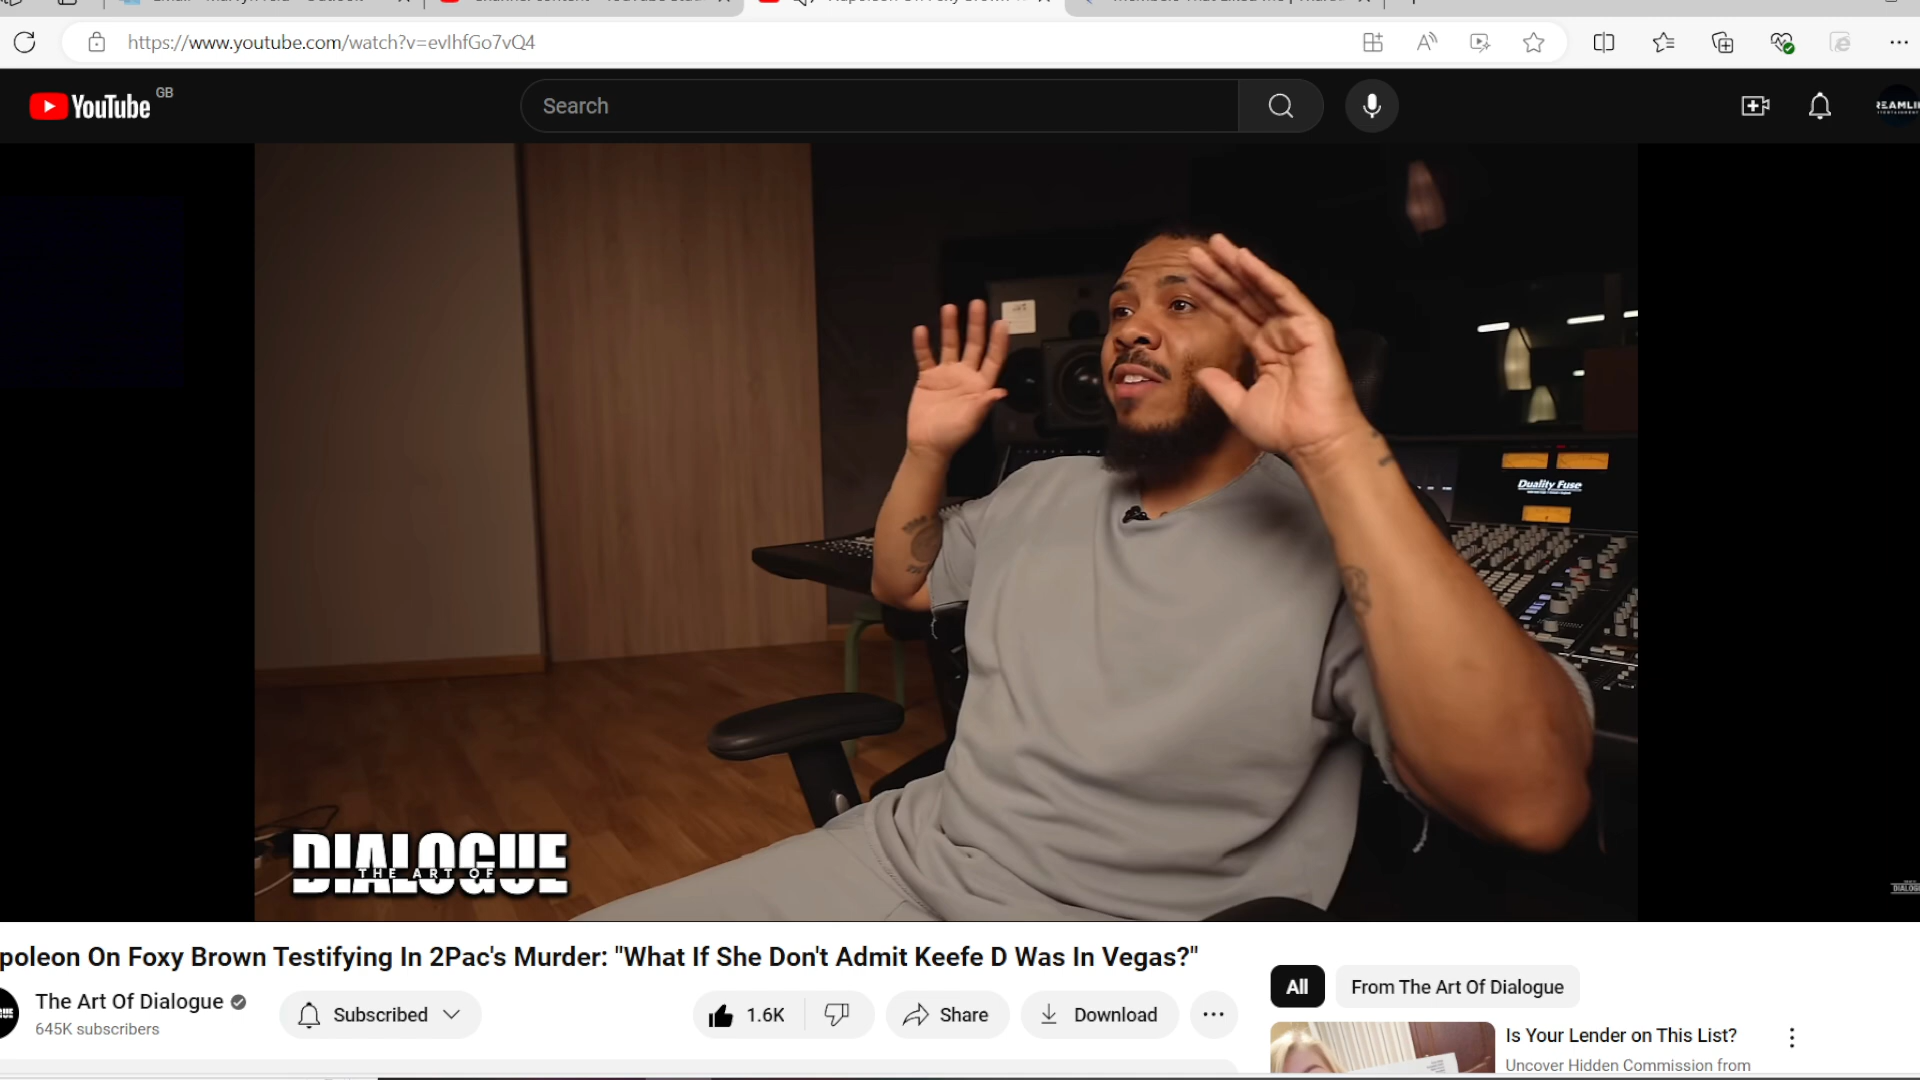 https://www.youtube.com/watch?v=evIhfGo7vQ4
YouTube GB
Search
Duality Fuse
DIALOGUE
THE ART OF
poleon On Foxy Brown Testifying In 2Pac's Murder: "What If She Don't Admit Keefe D Was In Vegas?"
The Art Of Dialogue
645K subscribers
Subscribed
1.6K
Share
Download
All
From The Art Of Dialogue
Is Your Lender on This List?
Uncover Hidden Commission from